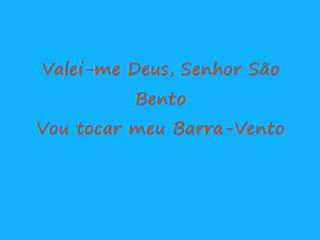 Valei-me Deus, Senhor São
Bento
Vou tocar meu Barra-Vento